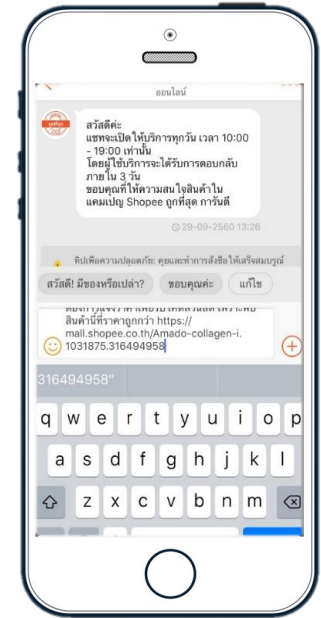 ออนไลน์
สวัสดีค่ะ
แชทจะเปิดให้บริการทุกวัน เวลา 10:00
- 19:00 เท่านั้น
โดยผู้ใช้บริการจะได้รับการตอบกลับ
ภายใน 3 วัน
ขอบคุณที่ให้ความสนใจสินค้าใน
แคมเปญ Shopee ถูกที่สุด การันตี
29-09-2560 13:26
ทิปเพื่อความปลอดภัย: คุยและทำการสั่งซื้อให้เสร็จสมบูรณ์
สวัสดี! มีของหรือเปล่า? ขอบคุณค่ะ แก้ไข
สินค้านี้ที่ราคาถูกกว่า https://
mall.shopee.co.th/Amado-collagen-i.
1031875.316494958
316494958"
q w e r t y u i o p
a s d f g h j k l
z x c v b n m